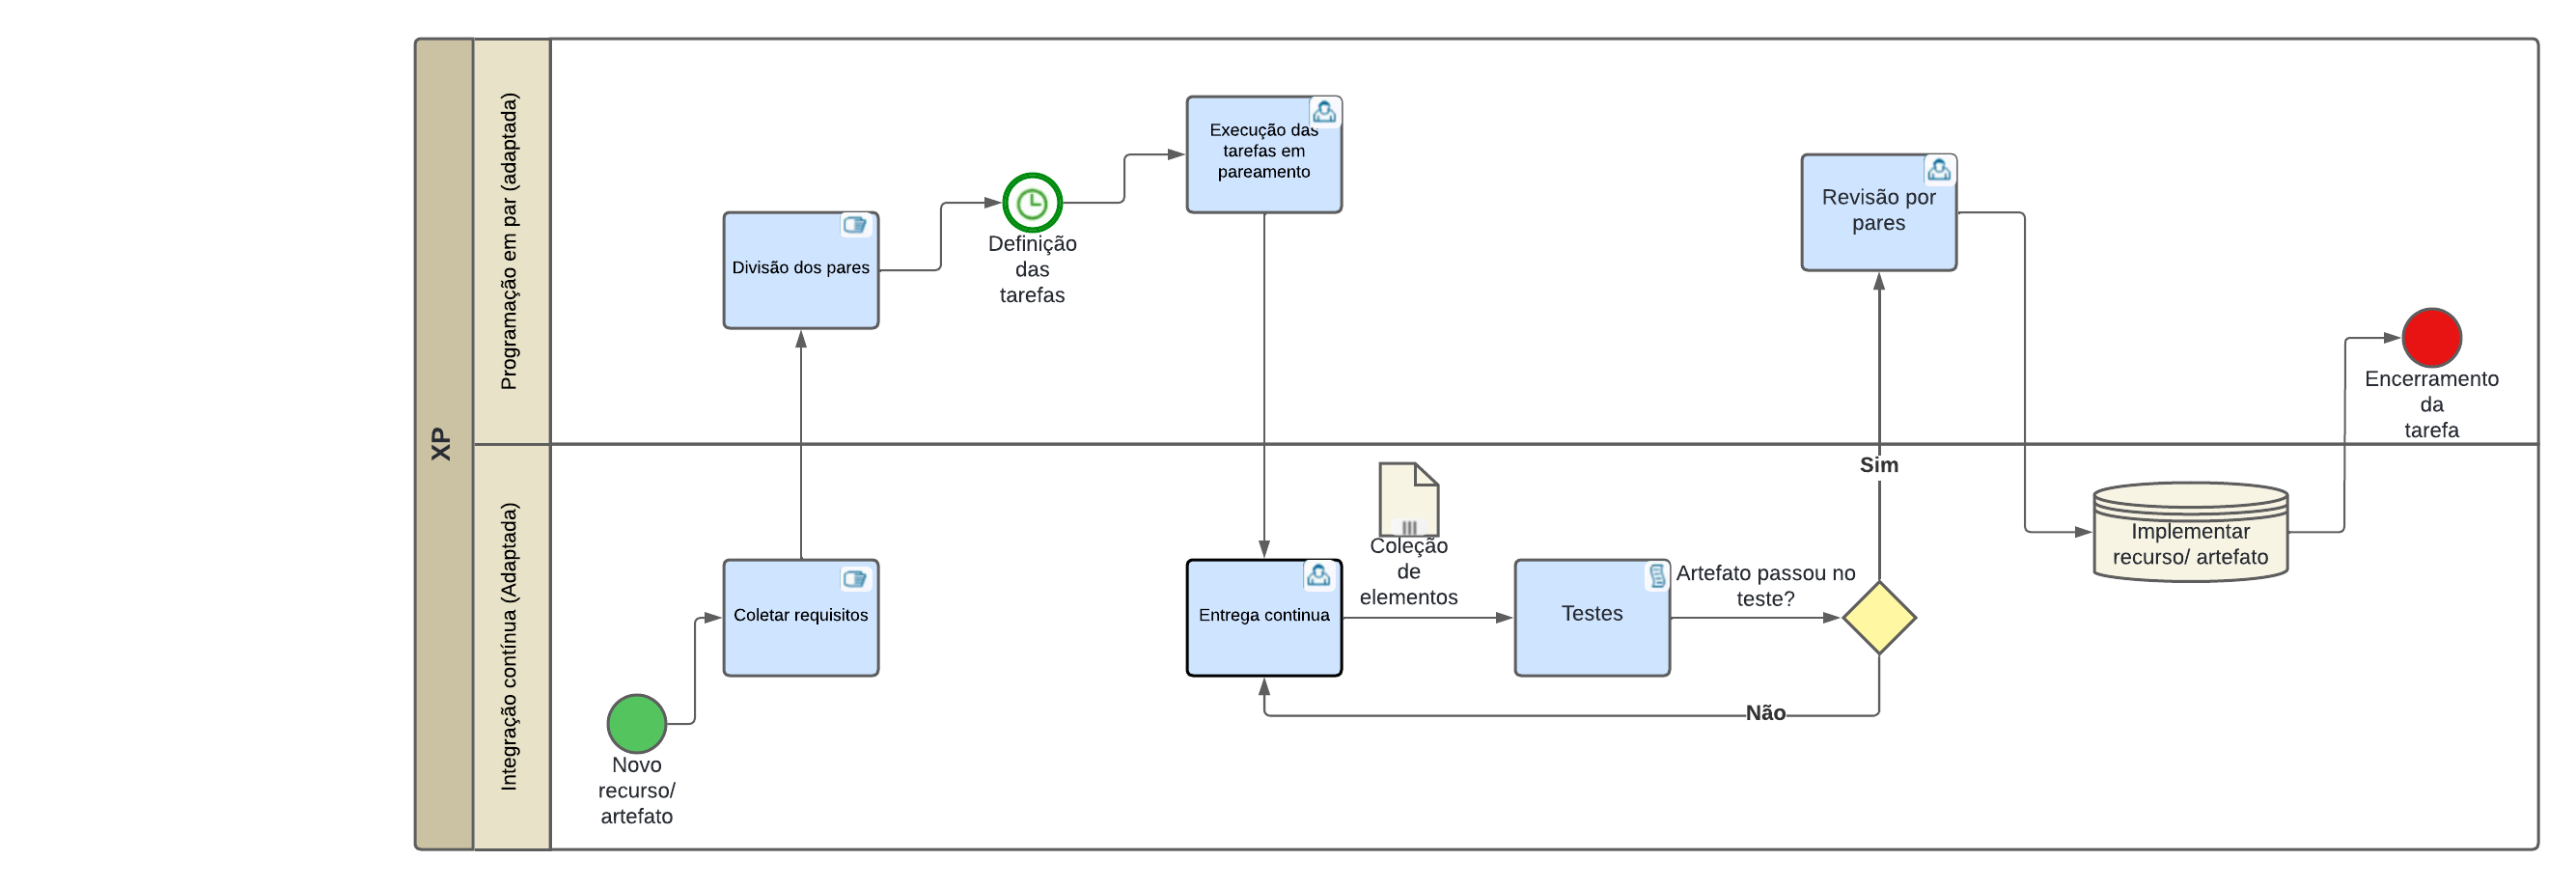 XP
Programação em par (adaptada)
Execução das
tarefas em
pareamento
Revisão por
pares
Divisão dos pares
Definição
das
tarefas
Encerramento
da
tarefa
Integração contínua (Adaptada)
Sim
Coleção
de
elementos
Implementar
recurso/ artefato
Coletar requisitos
Entrega continua
Testes
Artefato passou no
teste?
Não
Novo
recurso/
artefato